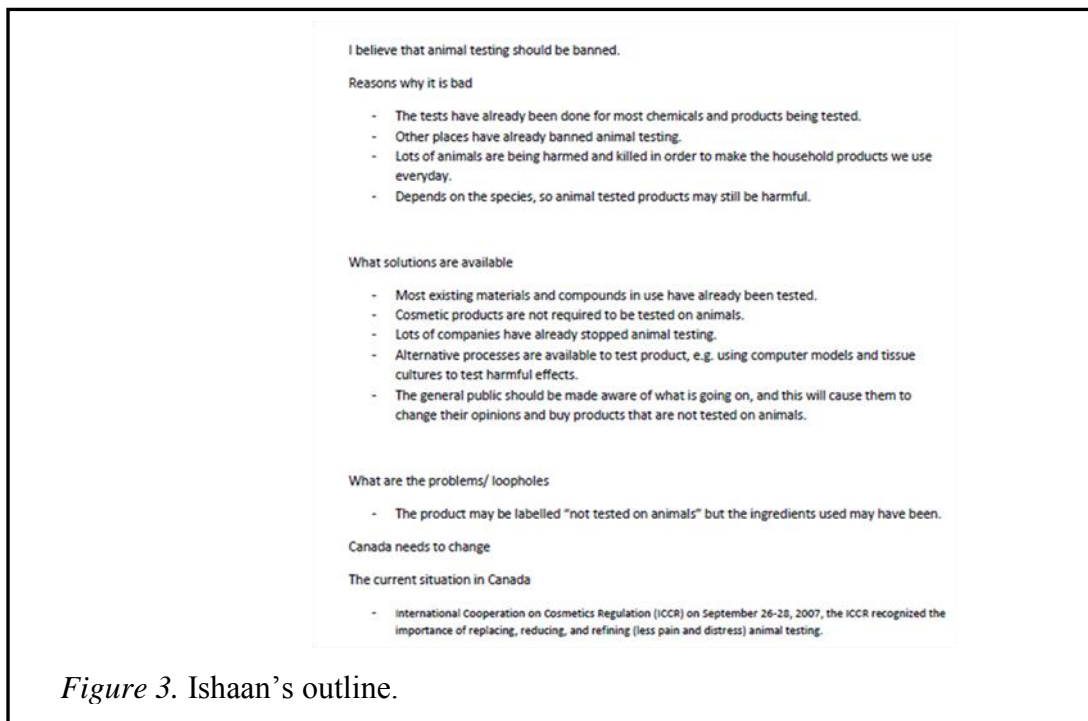 I believe that animal testing should be banned.
Reasons why it is bad
- The tests have already been done for most chemicals and products being tested.
- Other places have already banned animal testing.
- Lots of animals are being harmed and killed in order to make the household products we use
everyday.
- Depends on the species, so animal tested products may still be harmful.
What solutions are available
- Most existing materials and compounds in use have already been tested.
- Cosmetic products are not required to be tested on animals.
- Lots of companies have already stopped animal testing.
- Alternative processes are available to test product, e.g. using computer models and tissue
cultures to test harmful effects.
- The general public should be made aware of what is going on, and this will cause them to
change their opinions and buy products that are not tested on animals.
What are the problems/ loopholes
- The product may be labelled “not tested on animals” but the ingredients used may have been.
Canada needs to change
The current situation in Canada
- International Cooperation on Cosmetics Regulation (ICCR) on September 26-28, 2007, the ICCR recognized the
importance of replacing, reducing, and refining (less pain and distress) animal testing.
Figure 3. Ishaan’s outline.